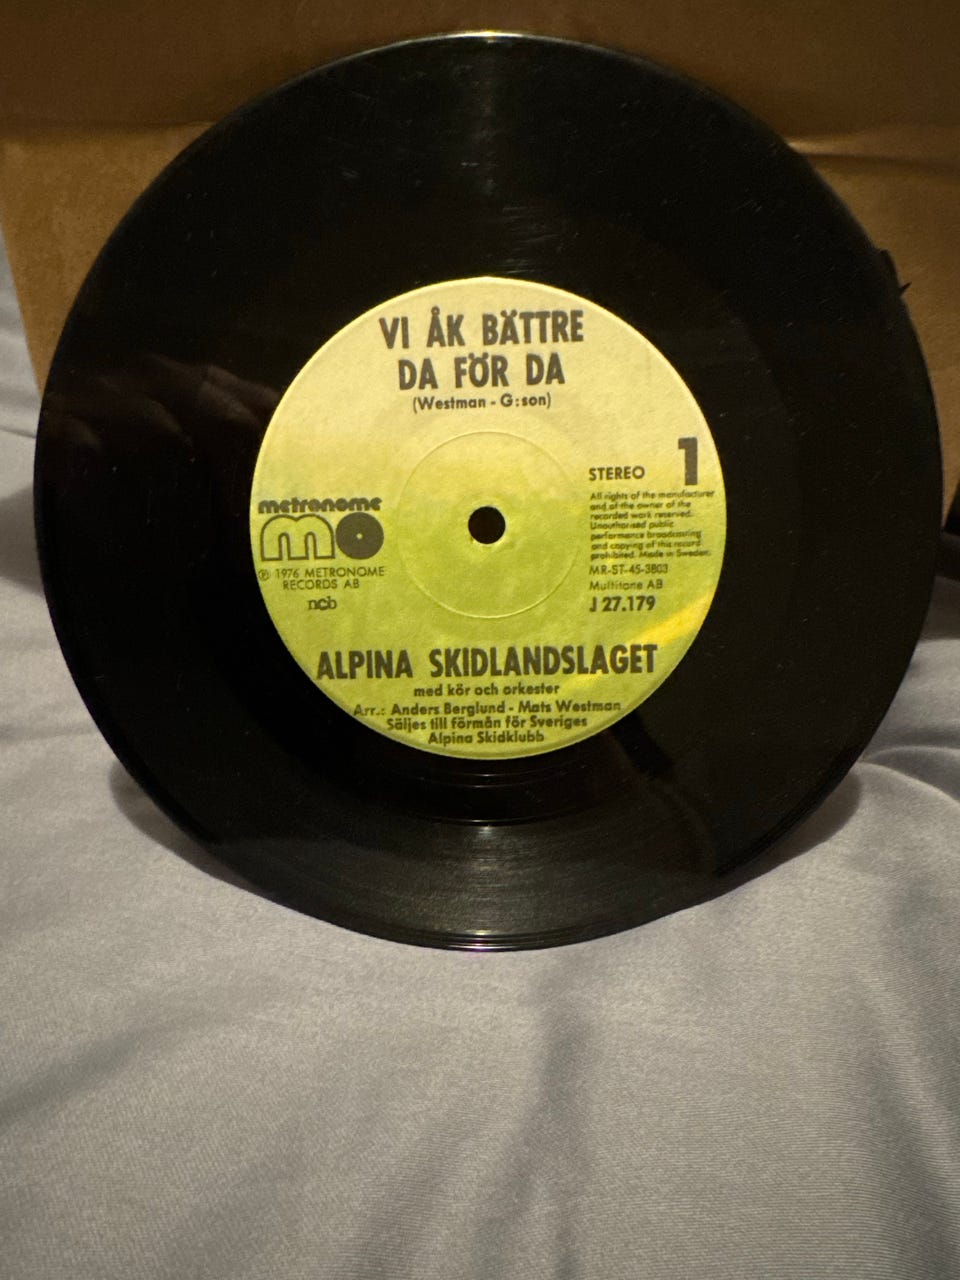 VI ÅK BÄTTRE
DA FÖR DA
(Westman - G:son)
STEREO 1
All rights of the manufacturer
and of the owner of the
recorded work reserved.
Unauthorised public
performance broadcasting
and copying of this record
prohibited. Made in Sweden.
MR-ST-45-3803
Multitone AB
J 27.179
metronome
mo
℗ 1976 METRONOME
RECORDS AB
ncb
ALPINA SKIDLANDSLAGET
med kör och orkester
Arr.: Anders Berglund - Mats Westman
Säljes till förmån för Sveriges
Alpina Skidklubb